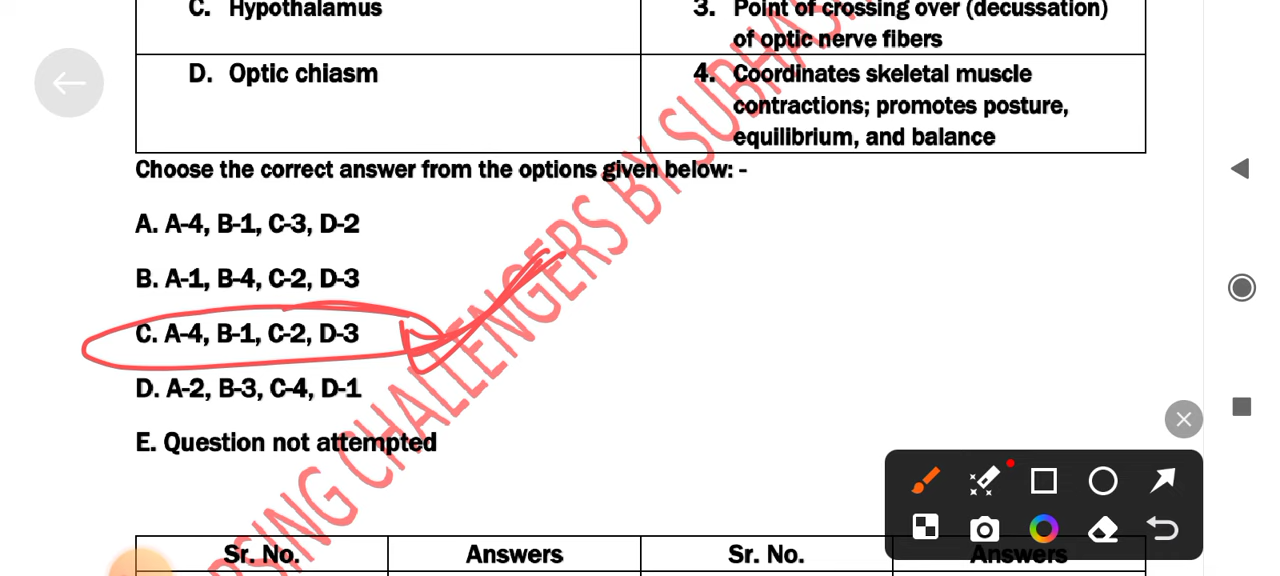 C. Hypothalamus
3. Point of crossing over (decussation)
of optic nerve fibers
D. Optic chiasm
4. Coordinates skeletal muscle
contractions; promotes posture,
equilibrium, and balance
Choose the correct answer from the options given below: -
A. A-4, B-1, C-3, D-2
B. A-1, B-4, C-2, D-3
C. A-4, B-1, C-2, D-3
D. A-2, B-3, C-4, D-1
E. Question not attempted
Sr. No. Answers Sr. No. Answers
CHALLENGERS BY